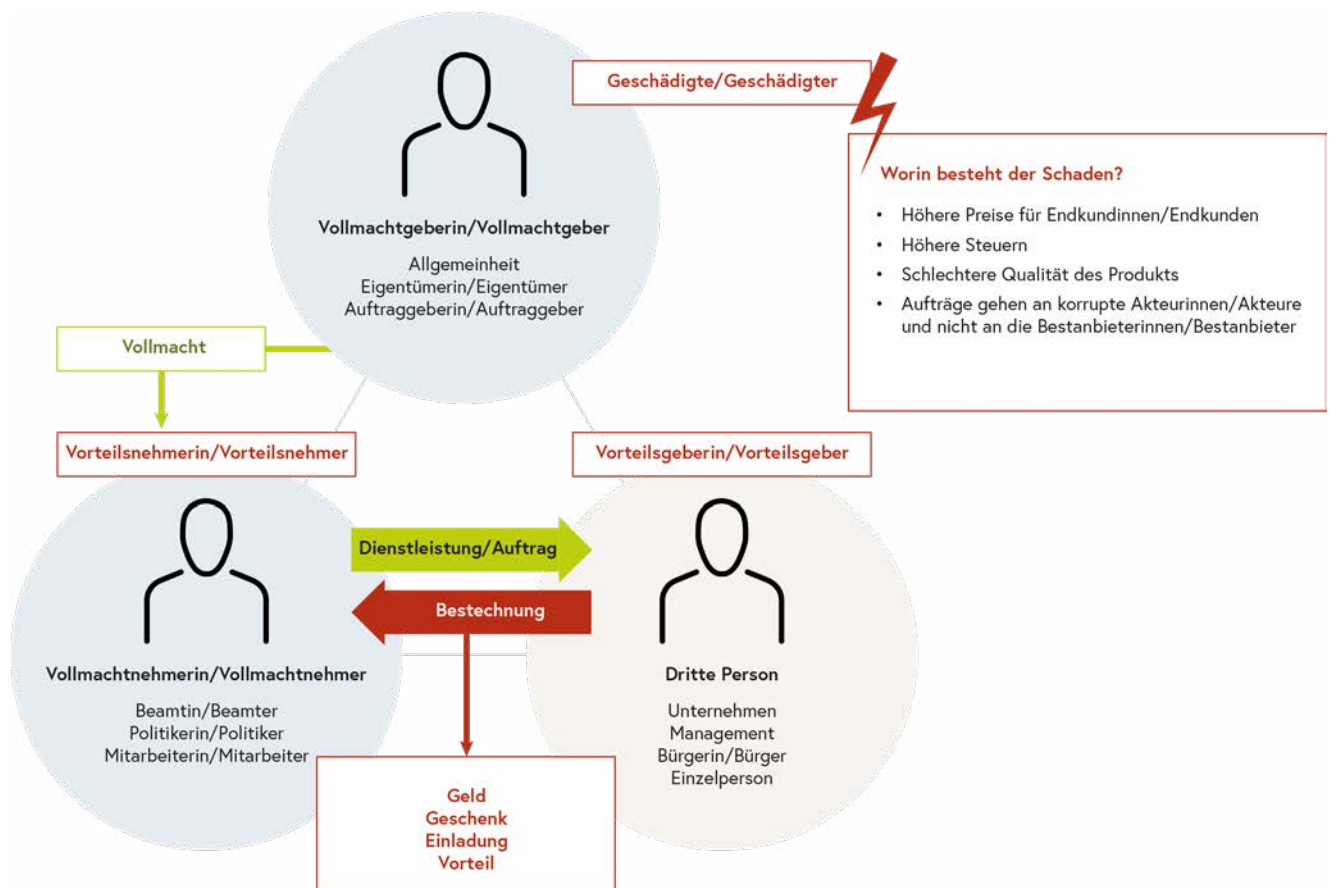 Geschädigte/Geschädigter
Worin besteht der Schaden?
• Höhere Preise für Endkundinnen/Endkunden
• Höhere Steuern
• Schlechtere Qualität des Produkts
• Aufträge gehen an korrupte Akteurinnen/Akteure
und nicht an die Bestanbieterinnen/Bestanbieter
Vollmachtgeberin/Vollmachtgeber
Allgemeinheit
Eigentümerin/Eigentümer
Auftraggeberin/Auftraggeber
Vollmacht
Vorteilsnehmerin/Vorteilsnehmer
Vorteilsgeberin/Vorteilsgeber
Dienstleistung/Auftrag
Bestechnung
Vollmachtnehmerin/Vollmachtnehmer
Beamtin/Beamter
Politikerin/Politiker
Mitarbeiterin/Mitarbeiter
Dritte Person
Unternehmen
Management
Bürgerin/Bürger
Einzelperson
Geld
Geschenk
Einladung
Vorteil